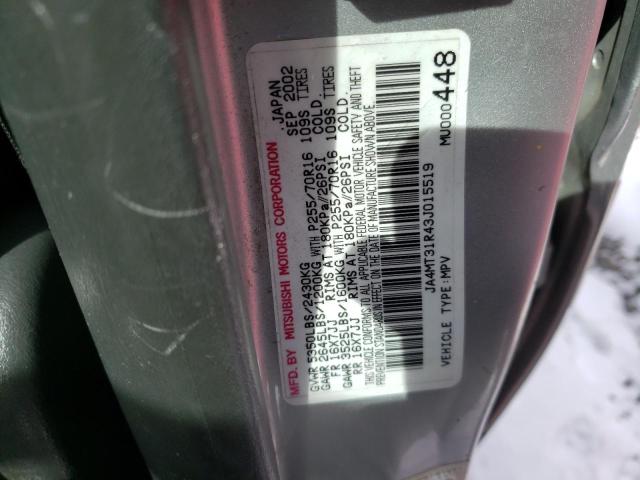 MFD. BY MITSUBISHI MOTORS CORPORATION JAPAN
GVWR 5350LBS/2430KG SEP 2002
GAWR 2645LBS/1200KG WITH P255/70R16 109S TIRES
FR 16X7JJ RIMS AT 180KPa/26PSI COLD.
GAWR 3525LBS/1600KG WITH P255/70R16 109S TIRES
RR 16X7JJ RIMS AT 180KPa/26PSI COLD.
THIS VEHICLE CONFORMS TO ALL APPLICABLE FEDERAL MOTOR VEHICLE SAFETY AND THEFT
PREVENTION STANDARDS IN EFFECT ON THE DATE OF MANUFACTURE SHOWN ABOVE
JA4MT31R43J015519
VEHICLE TYPE:MPV MU000448